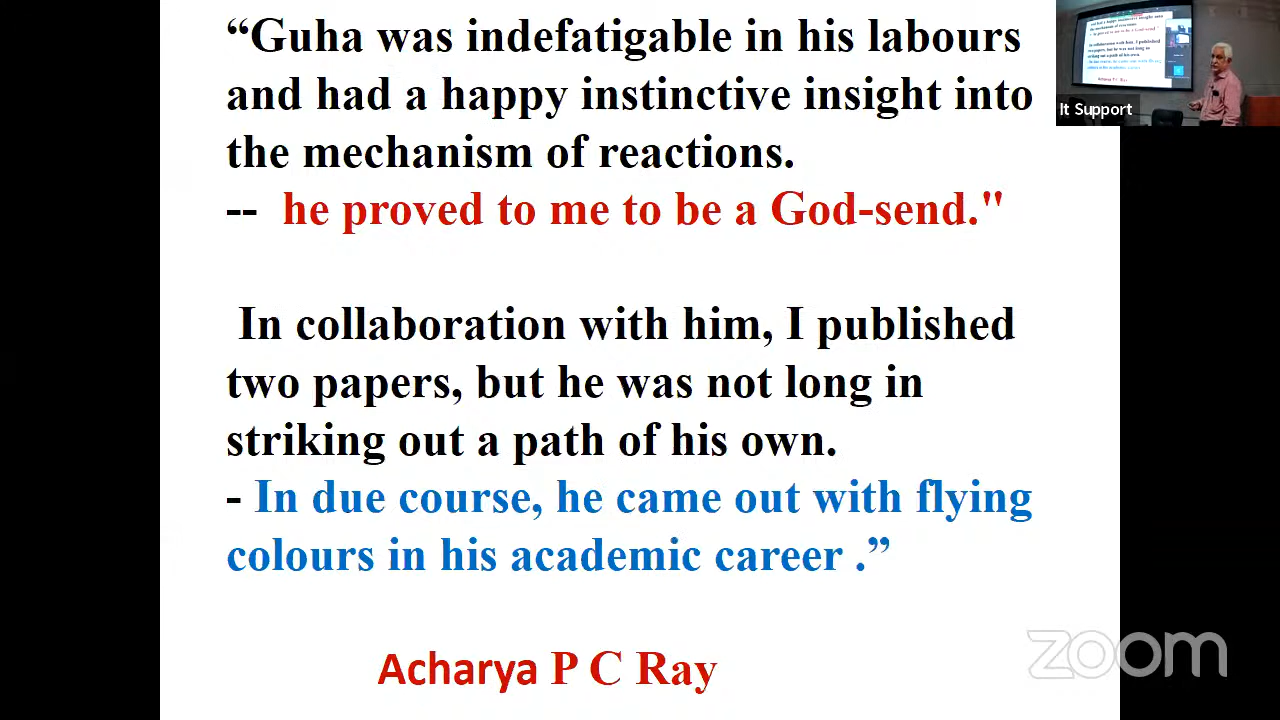 “Guha was indefatigable in his labours
and had a happy instinctive insight into
the mechanism of reactions.
-- he proved to me to be a God-send."
In collaboration with him, I published
two papers, but he was not long in
striking out a path of his own.
- In due course, he came out with flying
colours in his academic career .”
Acharya P C Ray
It Support
zoom